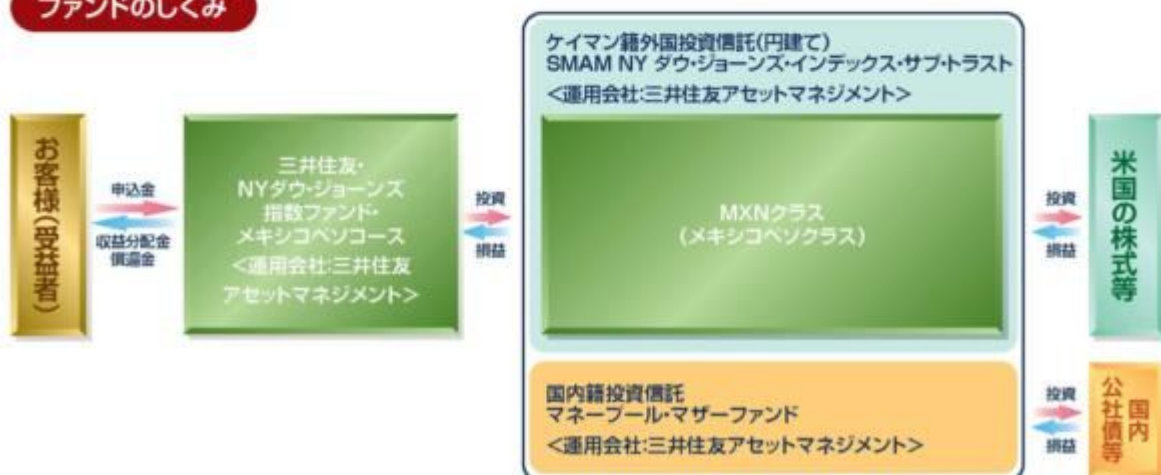 ファンドのしくみ
お客様(受益者)
申込金
収益分配金
償還金
三井住友・
NYダウ・ジョーンズ
指数ファンド・
メキシコペソコース
<運用会社:三井住友
アセットマネジメント>
投資
損益
ケイマン籍外国投資信託(円建て)
SMAM NY ダウ・ジョーンズ・インデックス・サブ・トラスト
<運用会社:三井住友アセットマネジメント>
MXNクラス
(メキシコペソクラス)
投資
損益
米国の株式等
国内籍投資信託
マネープール・マザーファンド
<運用会社:三井住友アセットマネジメント>
投資
損益
国内
公社債等